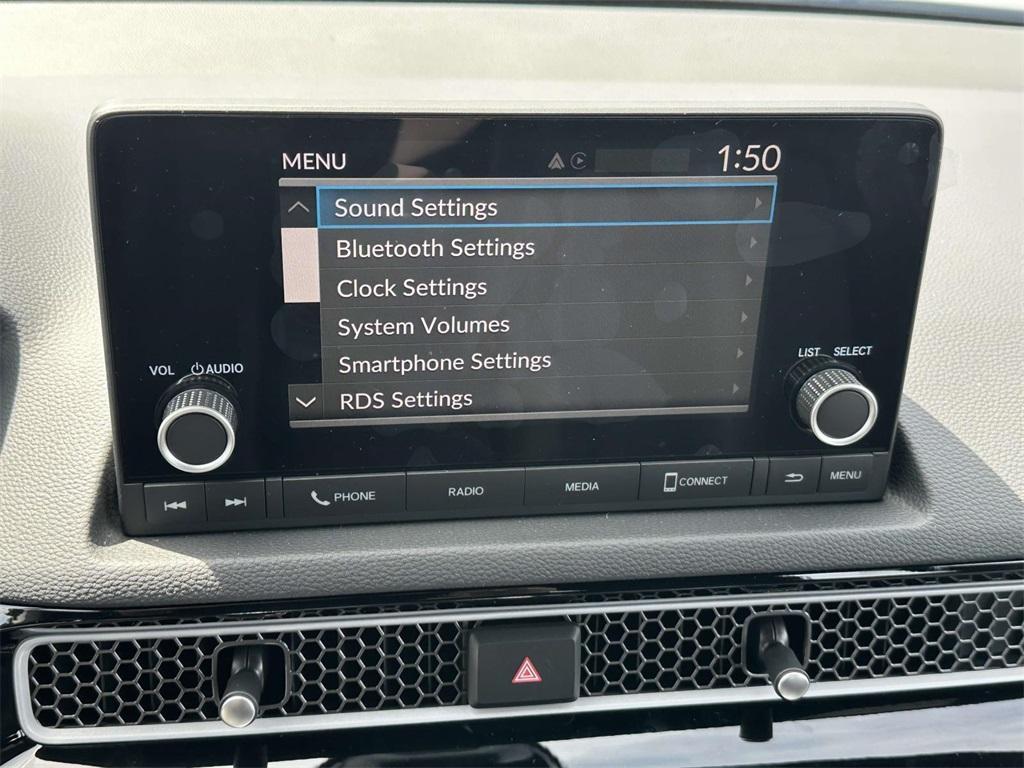 MENU 1:50
Sound Settings
Bluetooth Settings
Clock Settings
System Volumes
Smartphone Settings
RDS Settings
VOL AUDIO
LIST SELECT
PHONE RADIO MEDIA CONNECT MENU